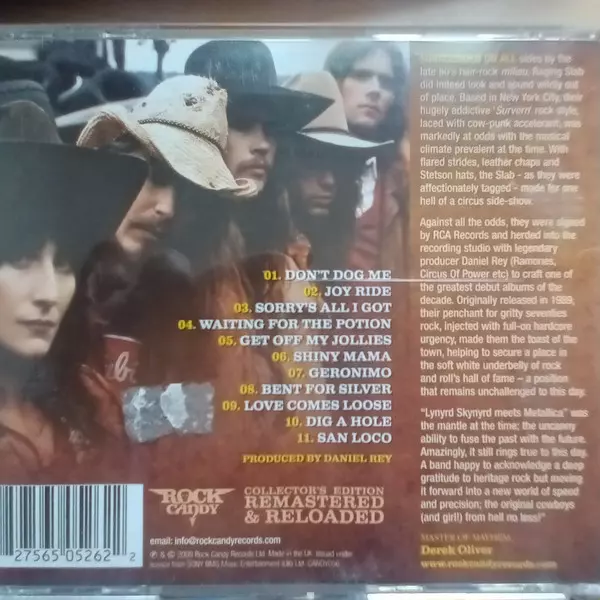 01. DON'T DOG ME
02. JOY RIDE
03. SORRY'S ALL I GOT
04. WAITING FOR THE POTION
05. GET OFF MY JOLLIES
06. SHINY MAMA
07. GERONIMO
08. BENT FOR SILVER
09. LOVE COMES LOOSE
10. DIG A HOLE
11. SAN LOCO
PRODUCED BY DANIEL REY
ROCK
CANDY
COLLECTOR'S EDITION
REMASTERED
& RELOADED
27565 05262 2
email: info@rockcandyrecords.com
Rock Candy Records Ltd. Made in the UK. Issued under
ON ALL sides by the
late 80's hair-rock milieu, Raging Slab
did indeed look and sound wildly out
of place. Based in New York City, their
hugely addictive 'Survern' rock style,
laced with cow-punk accelerant, was
markedly at odds with the musical
climate prevalent at the time. With
flared strides, leather chaps and
Stetson hats, the Slab - as they were
affectionately tagged - made for one
hell of a circus side-show.
Against all the odds, they were signed
by RCA Records and herded into the
recording studio with legendary
producer Daniel Rey (Ramones,
Circus Of Power etc) to craft one of
the greatest debut albums of the
decade. Originally released in 1989,
their penchant for gritty seventies
rock, injected with full-on hardcore
urgency, made them the toast of the
town, helping to secure a place in
the soft white underbelly of rock
and roll's hall of fame – a position
that remains unchallenged to this day.
"Lynyrd Skynyrd meets Metallica" was
the mantle at the time; the uncanny
ability to fuse the past with the future.
Amazingly, it still rings true to this day.
A band happy to acknowledge a deep
gratitude to heritage rock but moving
it forward into a new world of speed
and precision; the original cowboys
(and girl!) from hell no less!"
MASTER OF MAYHEM,
Derek Oliver
www.rockcandyrecords.com